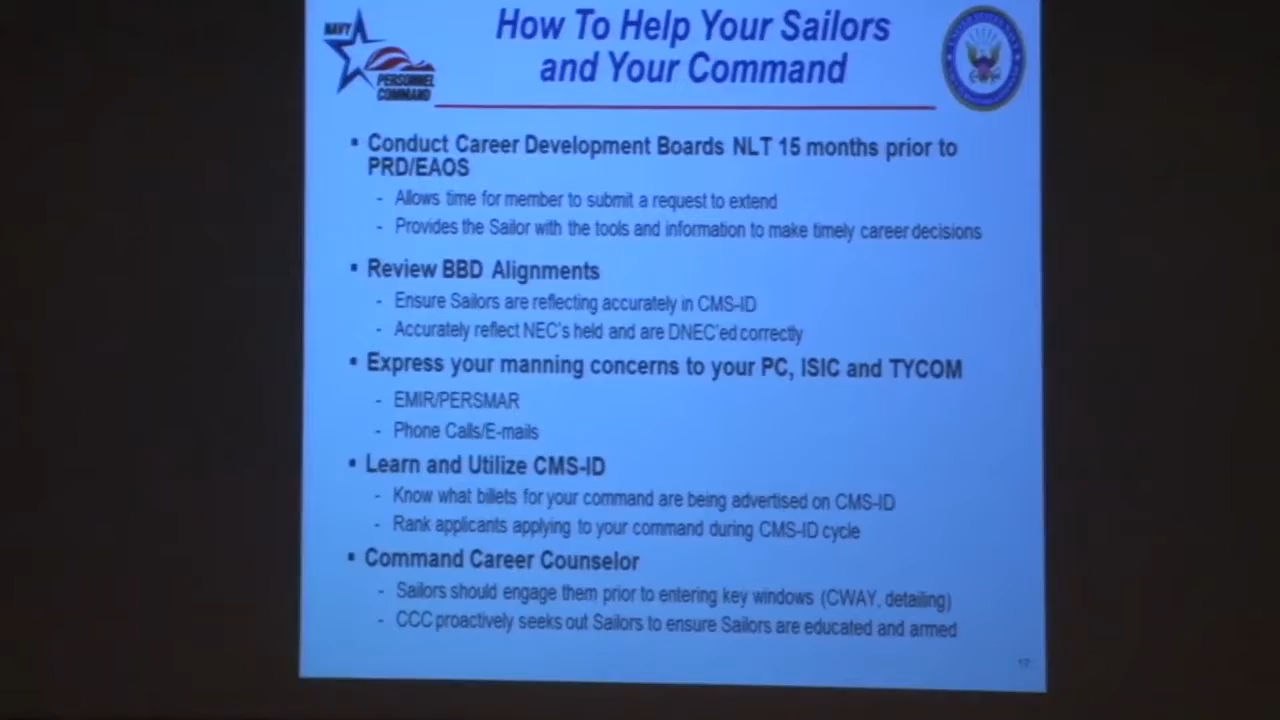 NAVY
PERSONNEL
COMMAND
How To Help Your Sailors
and Your Command
▪ Conduct Career Development Boards NLT 15 months prior to
PRD/EAOS
- Allows time for member to submit a request to extend
- Provides the Sailor with the tools and information to make timely career decisions
▪ Review BBD Alignments
- Ensure Sailors are reflecting accurately in CMS-ID
- Accurately reflect NEC's held and are DNEC'ed correctly
▪ Express your manning concerns to your PC, ISIC and TYCOM
- EMIR/PERSMAR
- Phone Calls/E-mails
▪ Learn and Utilize CMS-ID
- Know what billets for your command are being advertised on CMS-ID
- Rank applicants applying to your command during CMS-ID cycle
▪ Command Career Counselor
- Sailors should engage them prior to entering key windows (CWAY, detailing)
- CCC proactively seeks out Sailors to ensure Sailors are educated and armed